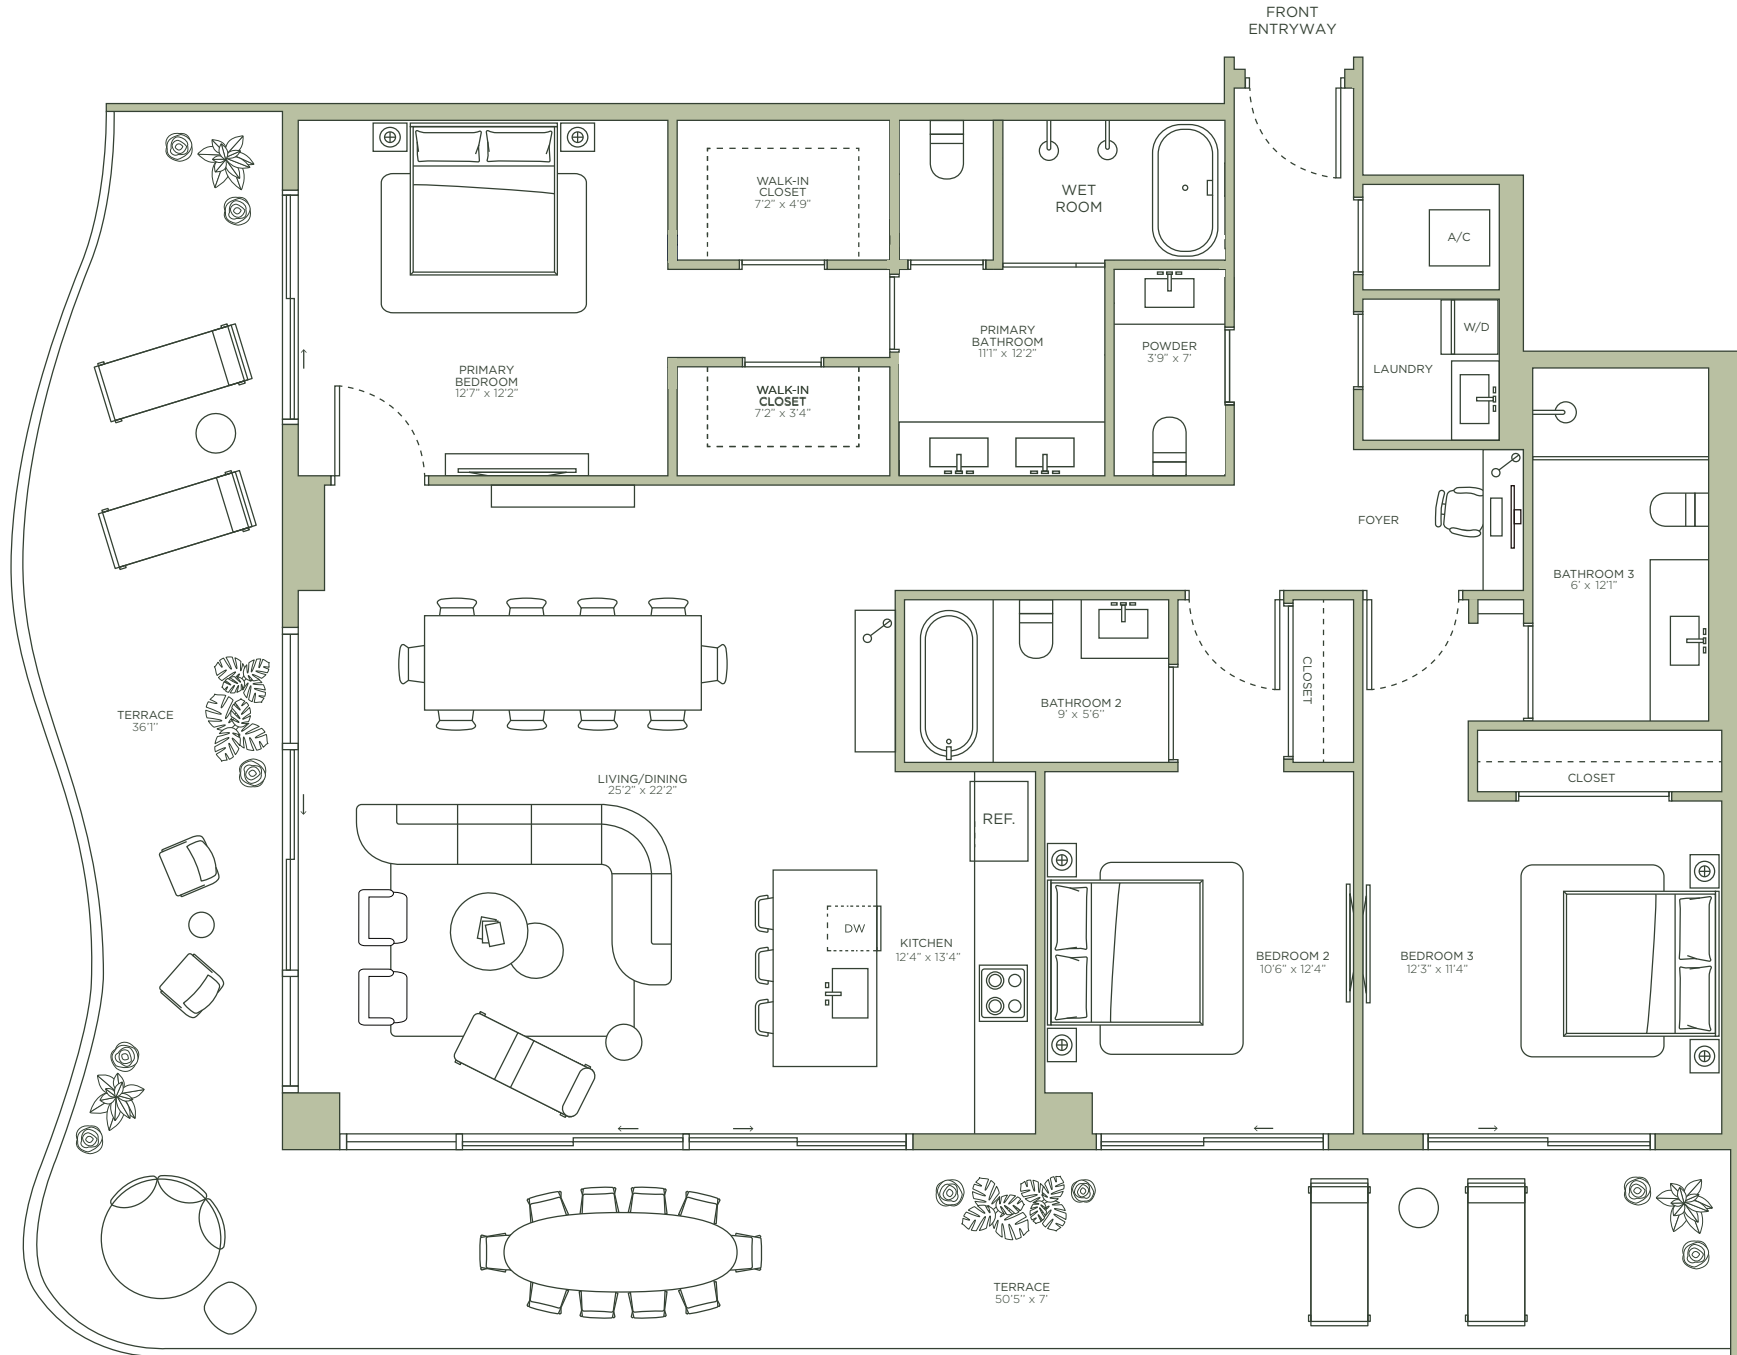 FRONT
ENTRYWAY
WALK-IN
CLOSET
7'2" x 4'9"
WET
ROOM
A/C
W/D
LAUNDRY
PRIMARY
BATHROOM
11'1" x 12'2"
POWDER
3'9" x 7'
PRIMARY
BEDROOM
12'7" x 12'2"
WALK-IN
CLOSET
7'2" x 3'4"
FOYER
BATHROOM 3
6' x 12'1"
TERRACE
36'1"
BATHROOM 2
9' x 5'6"
CLOSET
LIVING/DINING
25'2" x 22'2"
REF.
CLOSET
DW
KITCHEN
12'4" x 13'4"
BEDROOM 2
10'6" x 12'4"
BEDROOM 3
12'3" x 11'4"
TERRACE
50'5" x 7'